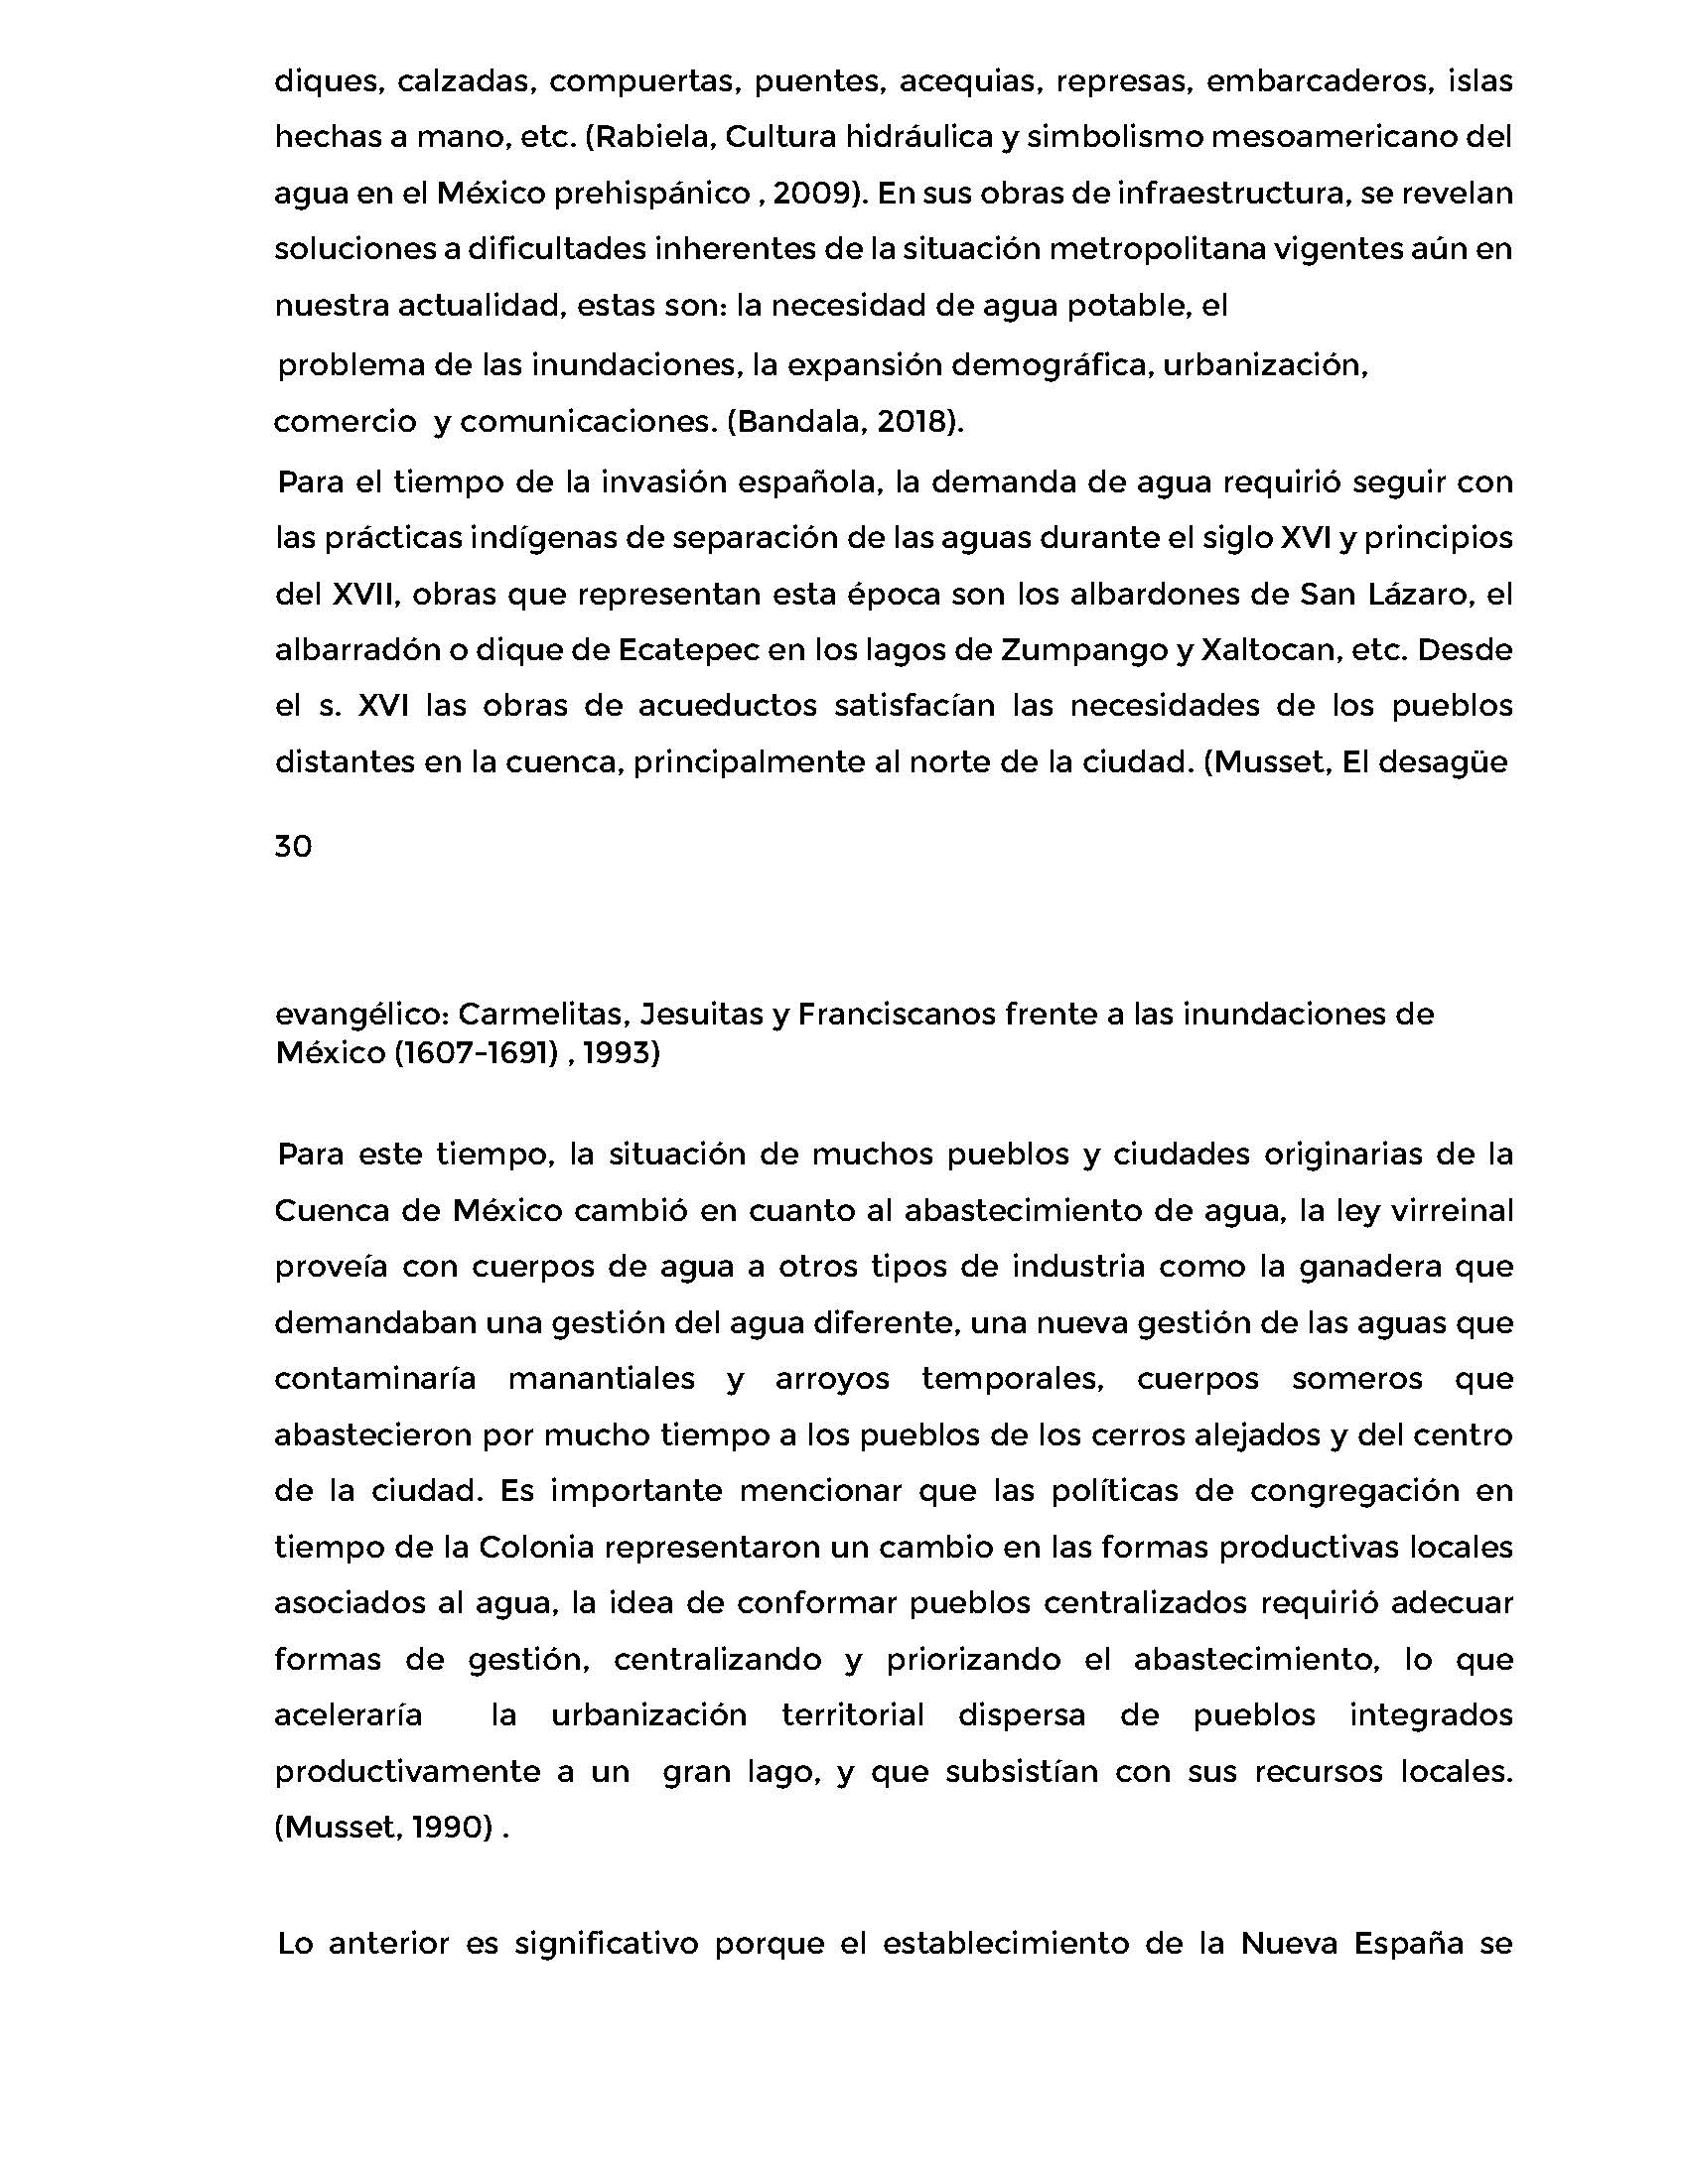 diques, calzadas, compuertas, puentes, acequias, represas, embarcaderos, islas
hechas a mano, etc. (Rabiela, Cultura hidráulica y simbolismo mesoamericano del
agua en el México prehispánico , 2009). En sus obras de infraestructura, se revelan
soluciones a dificultades inherentes de la situación metropolitana vigentes aún en
nuestra actualidad, estas son: la necesidad de agua potable, el
problema de las inundaciones, la expansión demográfica, urbanización,
comercio y comunicaciones. (Bandala, 2018).
Para el tiempo de la invasión española, la demanda de agua requirió seguir con
las prácticas indígenas de separación de las aguas durante el siglo XVI y principios
del XVII, obras que representan esta época son los albardones de San Lázaro, el
albarradón o dique de Ecatepec en los lagos de Zumpango y Xaltocan, etc. Desde
el s. XVI las obras de acueductos satisfacían las necesidades de los pueblos
distantes en la cuenca, principalmente al norte de la ciudad. (Musset, El desagüe
30
evangélico: Carmelitas, Jesuitas y Franciscanos frente a las inundaciones de
México (1607-1691) , 1993)
Para este tiempo, la situación de muchos pueblos y ciudades originarias de la
Cuenca de México cambió en cuanto al abastecimiento de agua, la ley virreinal
proveía con cuerpos de agua a otros tipos de industria como la ganadera que
demandaban una gestión del agua diferente, una nueva gestión de las aguas que
contaminaría manantiales y arroyos temporales, cuerpos someros que
abastecieron por mucho tiempo a los pueblos de los cerros alejados y del centro
de la ciudad. Es importante mencionar que las políticas de congregación en
tiempo de la Colonia representaron un cambio en las formas productivas locales
asociados al agua, la idea de conformar pueblos centralizados requirió adecuar
formas de gestión, centralizando y priorizando el abastecimiento, lo que
aceleraría la urbanización territorial dispersa de pueblos integrados
productivamente a un gran lago, y que subsistían con sus recursos locales.
(Musset, 1990) .
Lo anterior es significativo porque el establecimiento de la Nueva España se